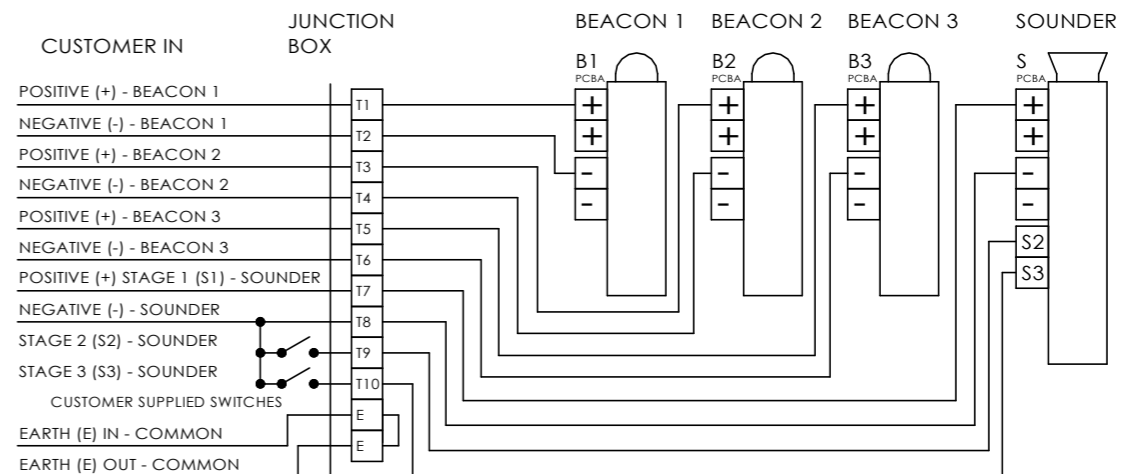 JUNCTION BOX
BEACON 1
BEACON 2
BEACON 3
SOUNDER
CUSTOMER IN
B1
PCBA
B2
PCBA
B3
PCBA
S
PCBA
POSITIVE (+) - BEACON 1
NEGATIVE (-) - BEACON 1
POSITIVE (+) - BEACON 2
NEGATIVE (-) - BEACON 2
POSITIVE (+) - BEACON 3
NEGATIVE (-) - BEACON 3
POSITIVE (+) STAGE 1 (S1) - SOUNDER
NEGATIVE (-) - SOUNDER
STAGE 2 (S2) - SOUNDER
STAGE 3 (S3) - SOUNDER
CUSTOMER SUPPLIED SWITCHES
EARTH (E) IN - COMMON
EARTH (E) OUT - COMMON
T1
T2
T3
T4
T5
T6
T7
T8
T9
T10
E
E
+
+
-
-
+
+
-
-
+
+
-
-
+
+
-
-
S2
S3